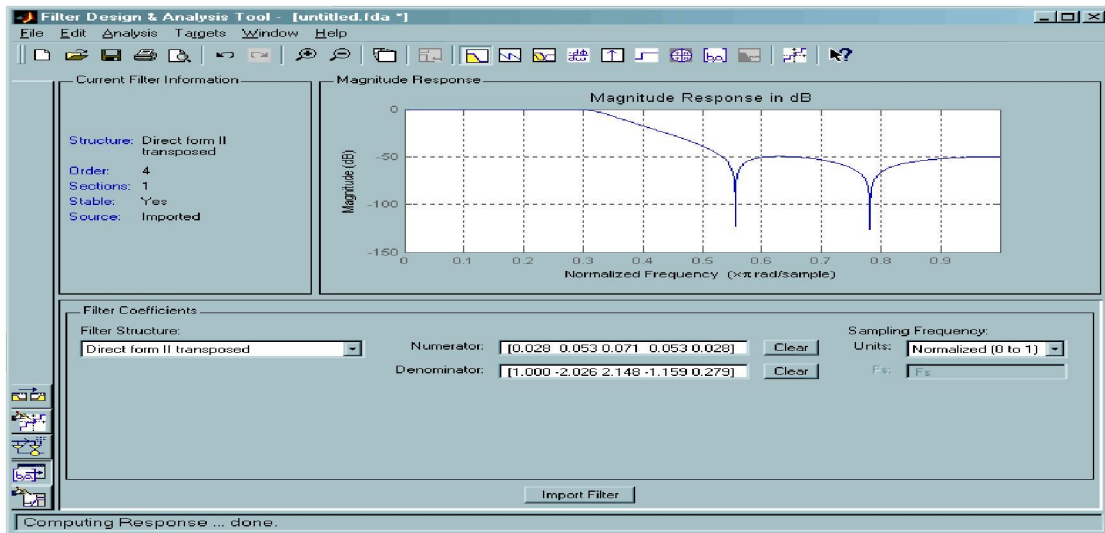 Filter Design & Analysis Tool - [untitled.fda *]
File Edit Analysis Targets Window Help
Current Filter Information
Structure: Direct form II transposed
Order: 4
Sections: 1
Stable: Yes
Source: Imported
Magnitude Response
Magnitude Response in dB
Magnitude (dB)
0
-50
-100
-150
0 0.1 0.2 0.3 0.4 0.5 0.6 0.7 0.8 0.9
Normalized Frequency (×π rad/sample)
Filter Coefficients
Filter Structure:
Direct form II transposed
Numerator: [0.028 0.053 0.071 0.053 0.028] Clear
Denominator: [1.000 -2.026 2.148 -1.159 0.279] Clear
Sampling Frequency:
Units: Normalized (0 to 1)
Fs: Fs
Import Filter
Computing Response ... done.